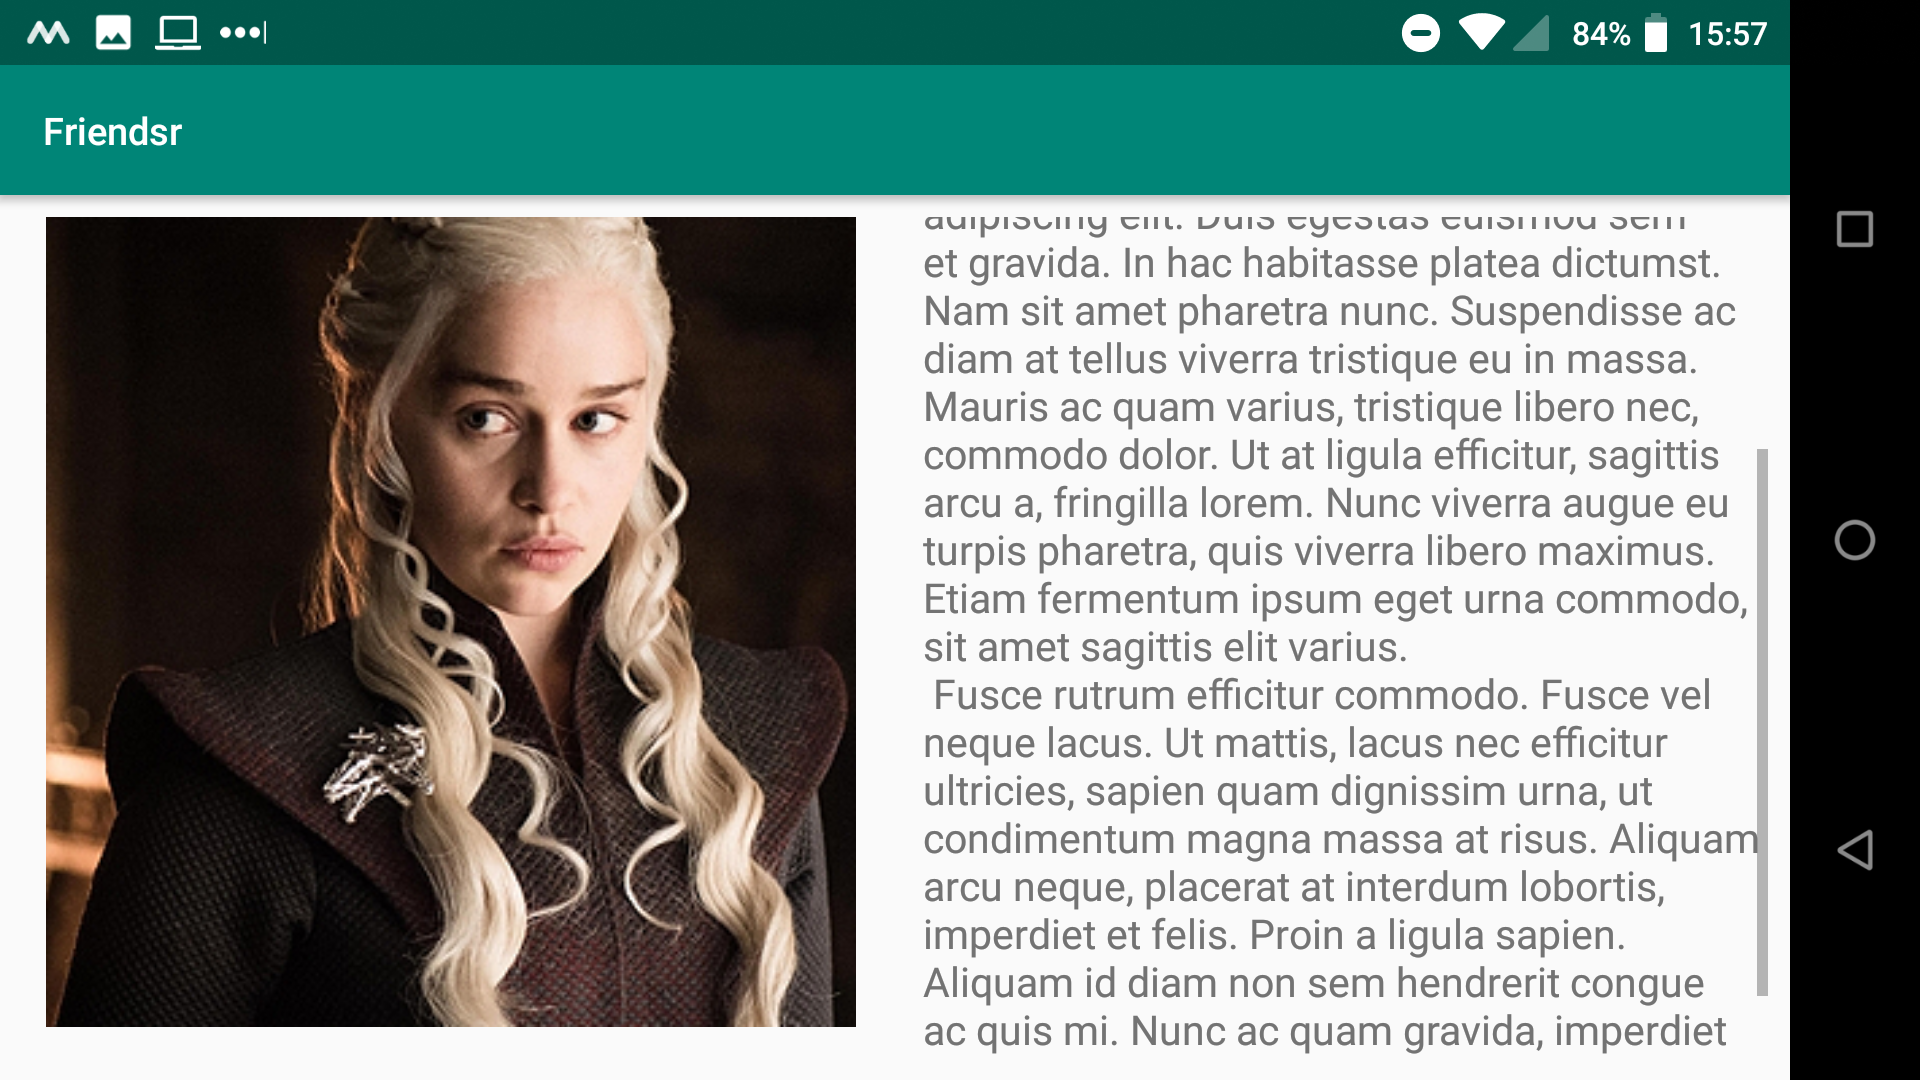 84% 15:57
Friendsr
adipiscing elit. Duis egestas euismod sem
et gravida. In hac habitasse platea dictumst.
Nam sit amet pharetra nunc. Suspendisse ac
diam at tellus viverra tristique eu in massa.
Mauris ac quam varius, tristique libero nec,
commodo dolor. Ut at ligula efficitur, sagittis
arcu a, fringilla lorem. Nunc viverra augue eu
turpis pharetra, quis viverra libero maximus.
Etiam fermentum ipsum eget urna commodo,
sit amet sagittis elit varius.
Fusce rutrum efficitur commodo. Fusce vel
neque lacus. Ut mattis, lacus nec efficitur
ultricies, sapien quam dignissim urna, ut
condimentum magna massa at risus. Aliquam
arcu neque, placerat at interdum lobortis,
imperdiet et felis. Proin a ligula sapien.
Aliquam id diam non sem hendrerit congue
ac quis mi. Nunc ac quam gravida, imperdiet